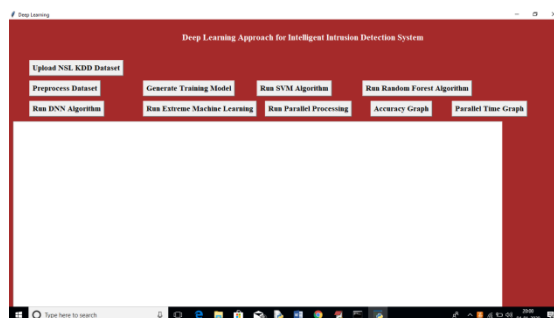 Deep Learning
Deep Learning Approach for Intelligent Intrusion Detection System
Upload NSL KDD Dataset
Preprocess Dataset Generate Training Model Run SVM Algorithm Run Random Forest Algorithm
Run DNN Algorithm Run Extreme Machine Learning Run Parallel Processing Accuracy Graph Parallel Time Graph
Type here to search
20:00